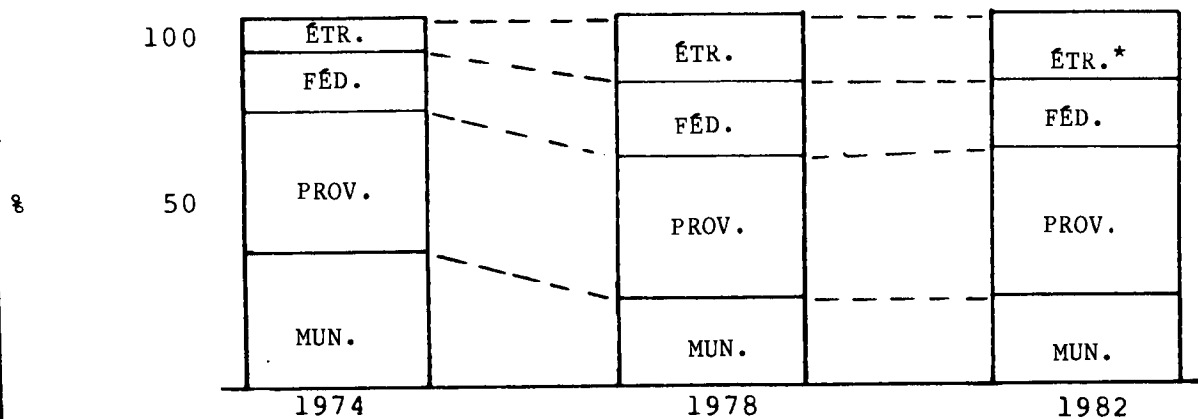 100
ÉTR.
ÉTR.
ÉTR.*
FÉD.
FÉD.
FÉD.
%
50
PROV.
PROV.
PROV.
MUN.
MUN.
MUN.
1974
1978
1982